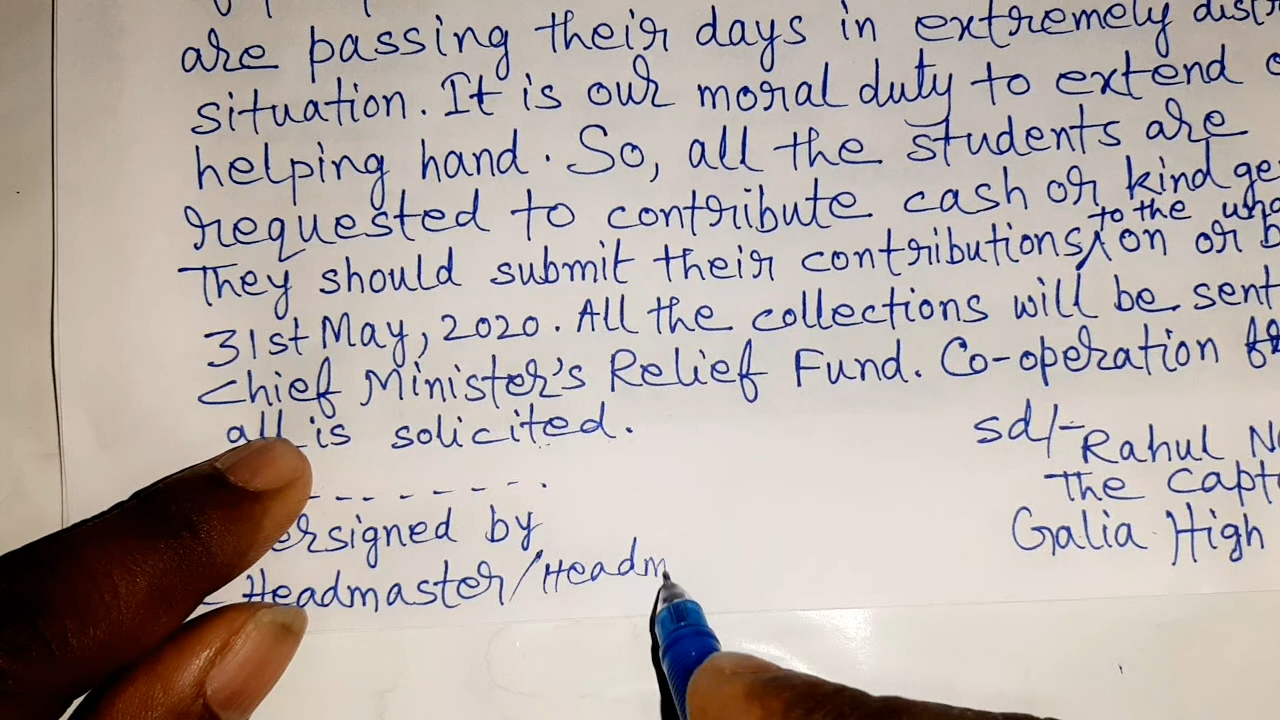 are passing their days in extremely
situation. It is our moral duty to extend
helping hand. So, all the students are
requested to contribute cash or kind
to the
They should submit their contributions, on or
31st May, 2020. All the collections will be sent
Chief Minister's Relief Fund. Co-operation
all is solicited.
sd/- Rahul
The
- - - - - - - .
Galia High
ersigned by
Headmaster/Headm